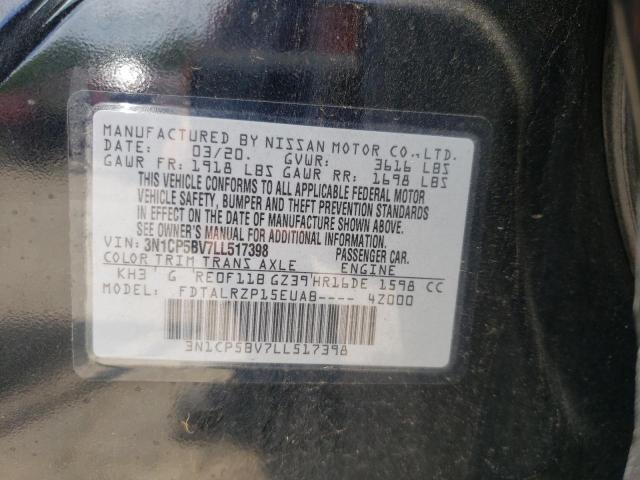 MANUFACTURED BY NISSAN MOTOR CO.,LTD.
DATE: 03/20. GVWR: 3616 LBS
GAWR FR: 1918 LBS GAWR RR: 1698 LBS
THIS VEHICLE CONFORMS TO ALL APPLICABLE FEDERAL MOTOR
VEHICLE SAFETY, BUMPER AND THEFT PREVENTION STANDARDS
IN EFFECT ON THE DATE OF MANUFACTURE SHOWN ABOVE.
SEE OWNER'S MANUAL FOR ADDITIONAL INFORMATION.
VIN: 3N1CP5BV7LL517398 PASSENGER CAR.
COLOR TRIM TRANS AXLE ENGINE
KH3 G RE0F11B GZ39 HR16DE 1598 CC
MODEL: FDTALRZP15EUAB---- 4Z000
3N1CP5BV7LL517398